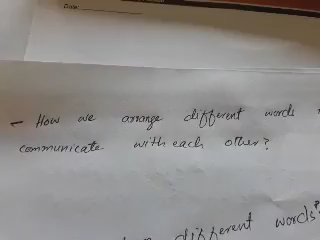 Date
- How we arrange different words
communicate with each other?
different words?